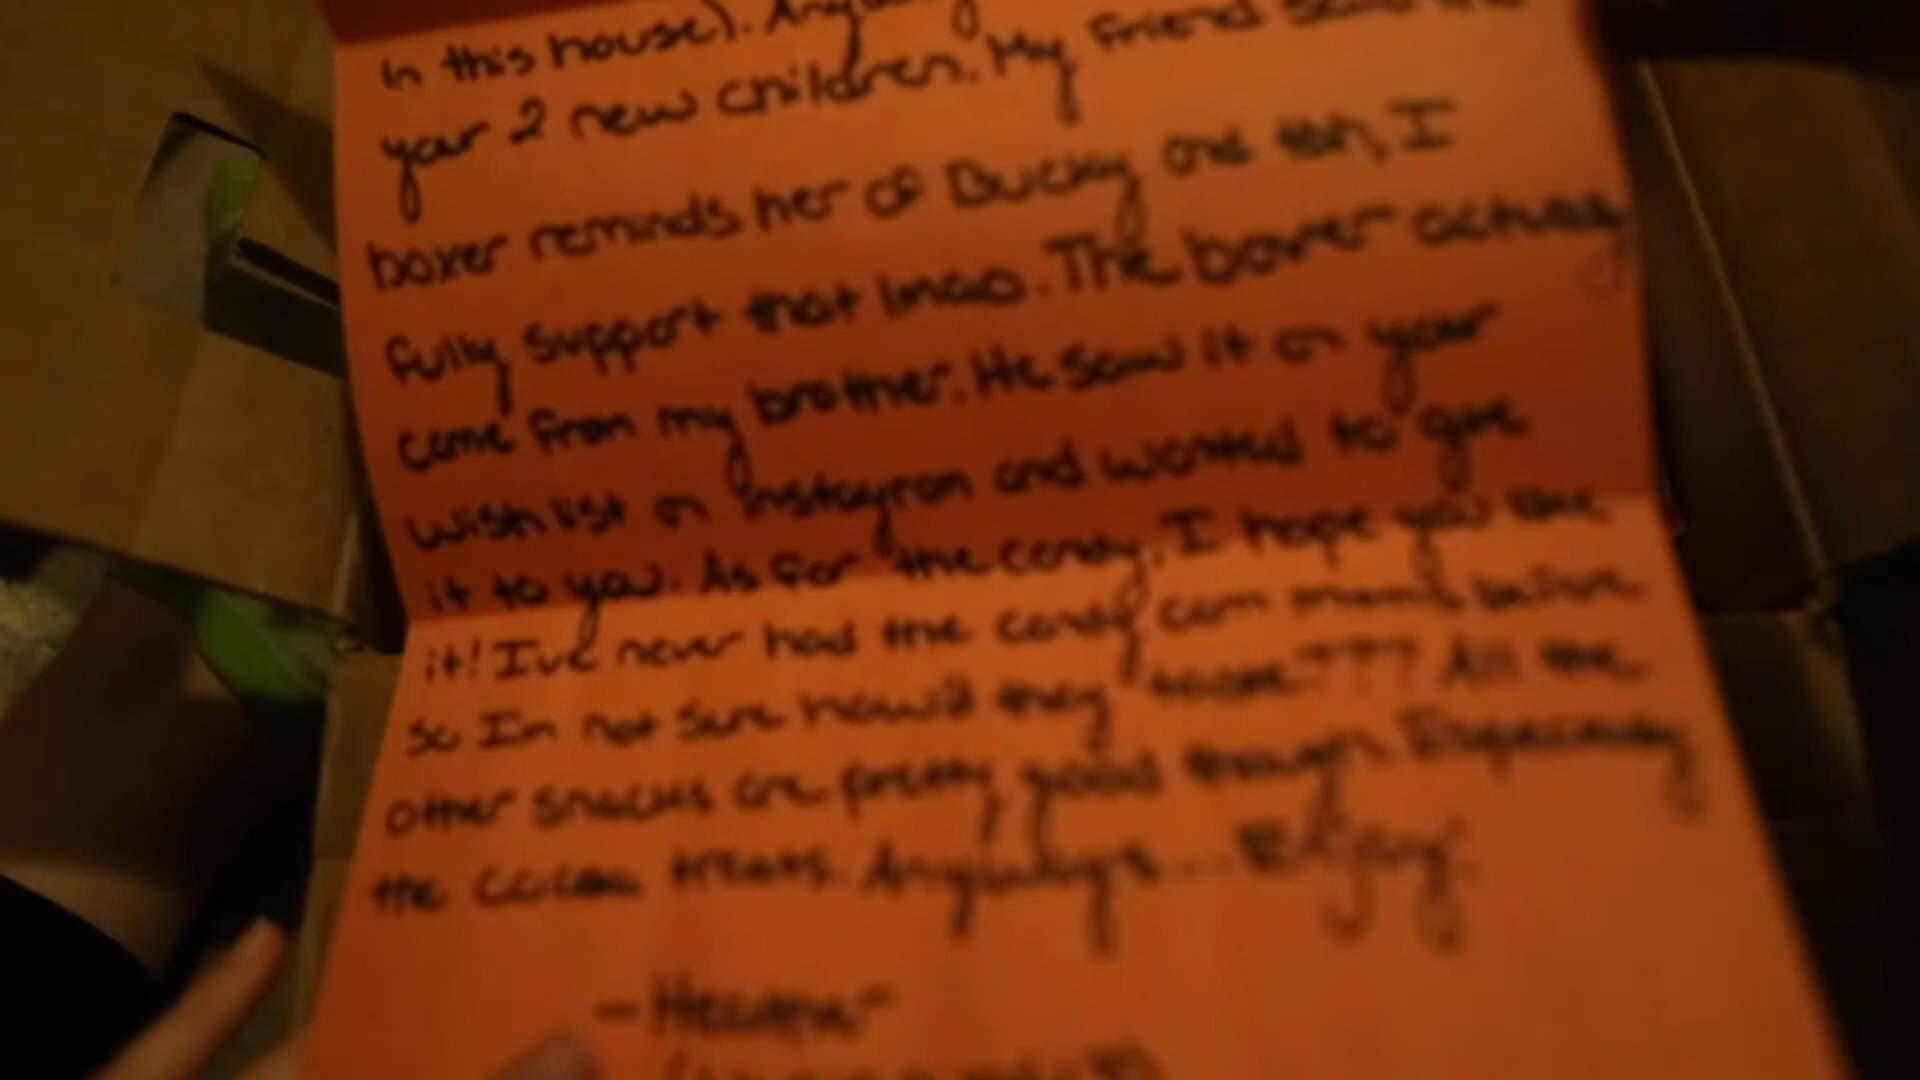 in this house). Anyway
your 2 new children. My friend said the
boxer reminds her of Bucky and tbh, I
fully support that lmao. The boxer actually
came from my brother. He saw it on your
wish list on Instagram and wanted to give
it to you. As for the candy, I hope you like
it! I've never had the candy corn m&m's before
so I'm not sure how'd they taste??? All the
other snacks are pretty good though. Especially
the cocoa treats. Anyways... Enjoy!
- Heather